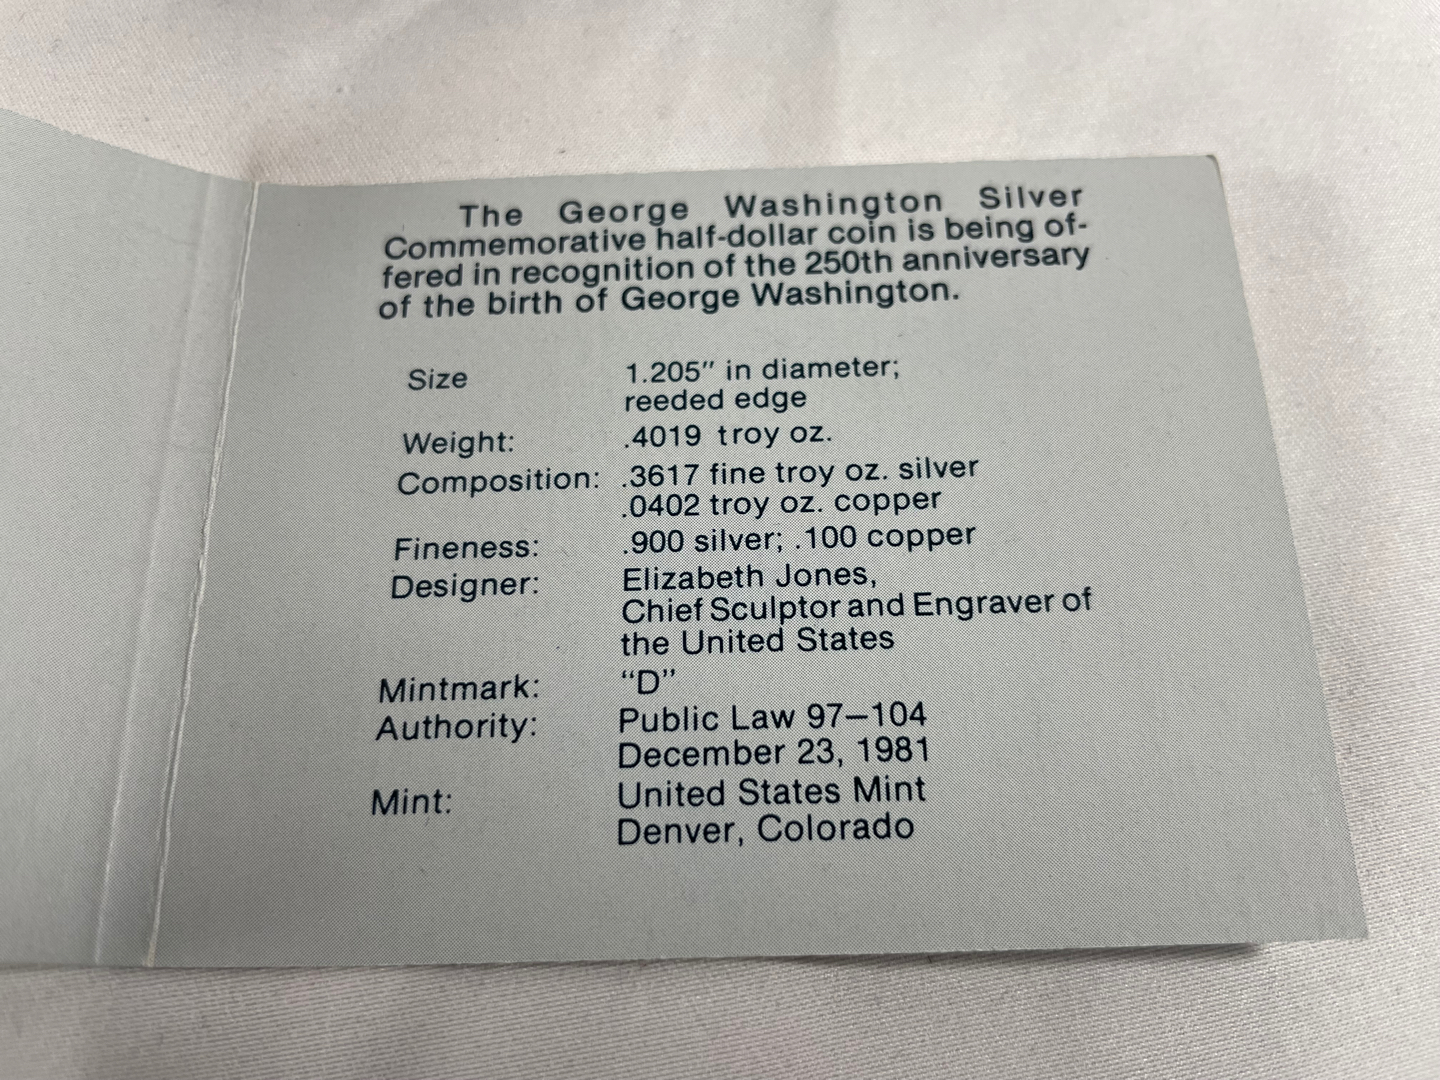 The George Washington Silver
Commemorative half-dollar coin is being of-
fered in recognition of the 250th anniversary
of the birth of George Washington.
Size 1.205" in diameter;
reeded edge
Weight: .4019 troy oz.
Composition: .3617 fine troy oz. silver
.0402 troy oz. copper
Fineness: .900 silver; .100 copper
Designer: Elizabeth Jones,
Chief Sculptor and Engraver of
the United States
Mintmark: “D”
Authority: Public Law 97–104
December 23, 1981
Mint: United States Mint
Denver, Colorado